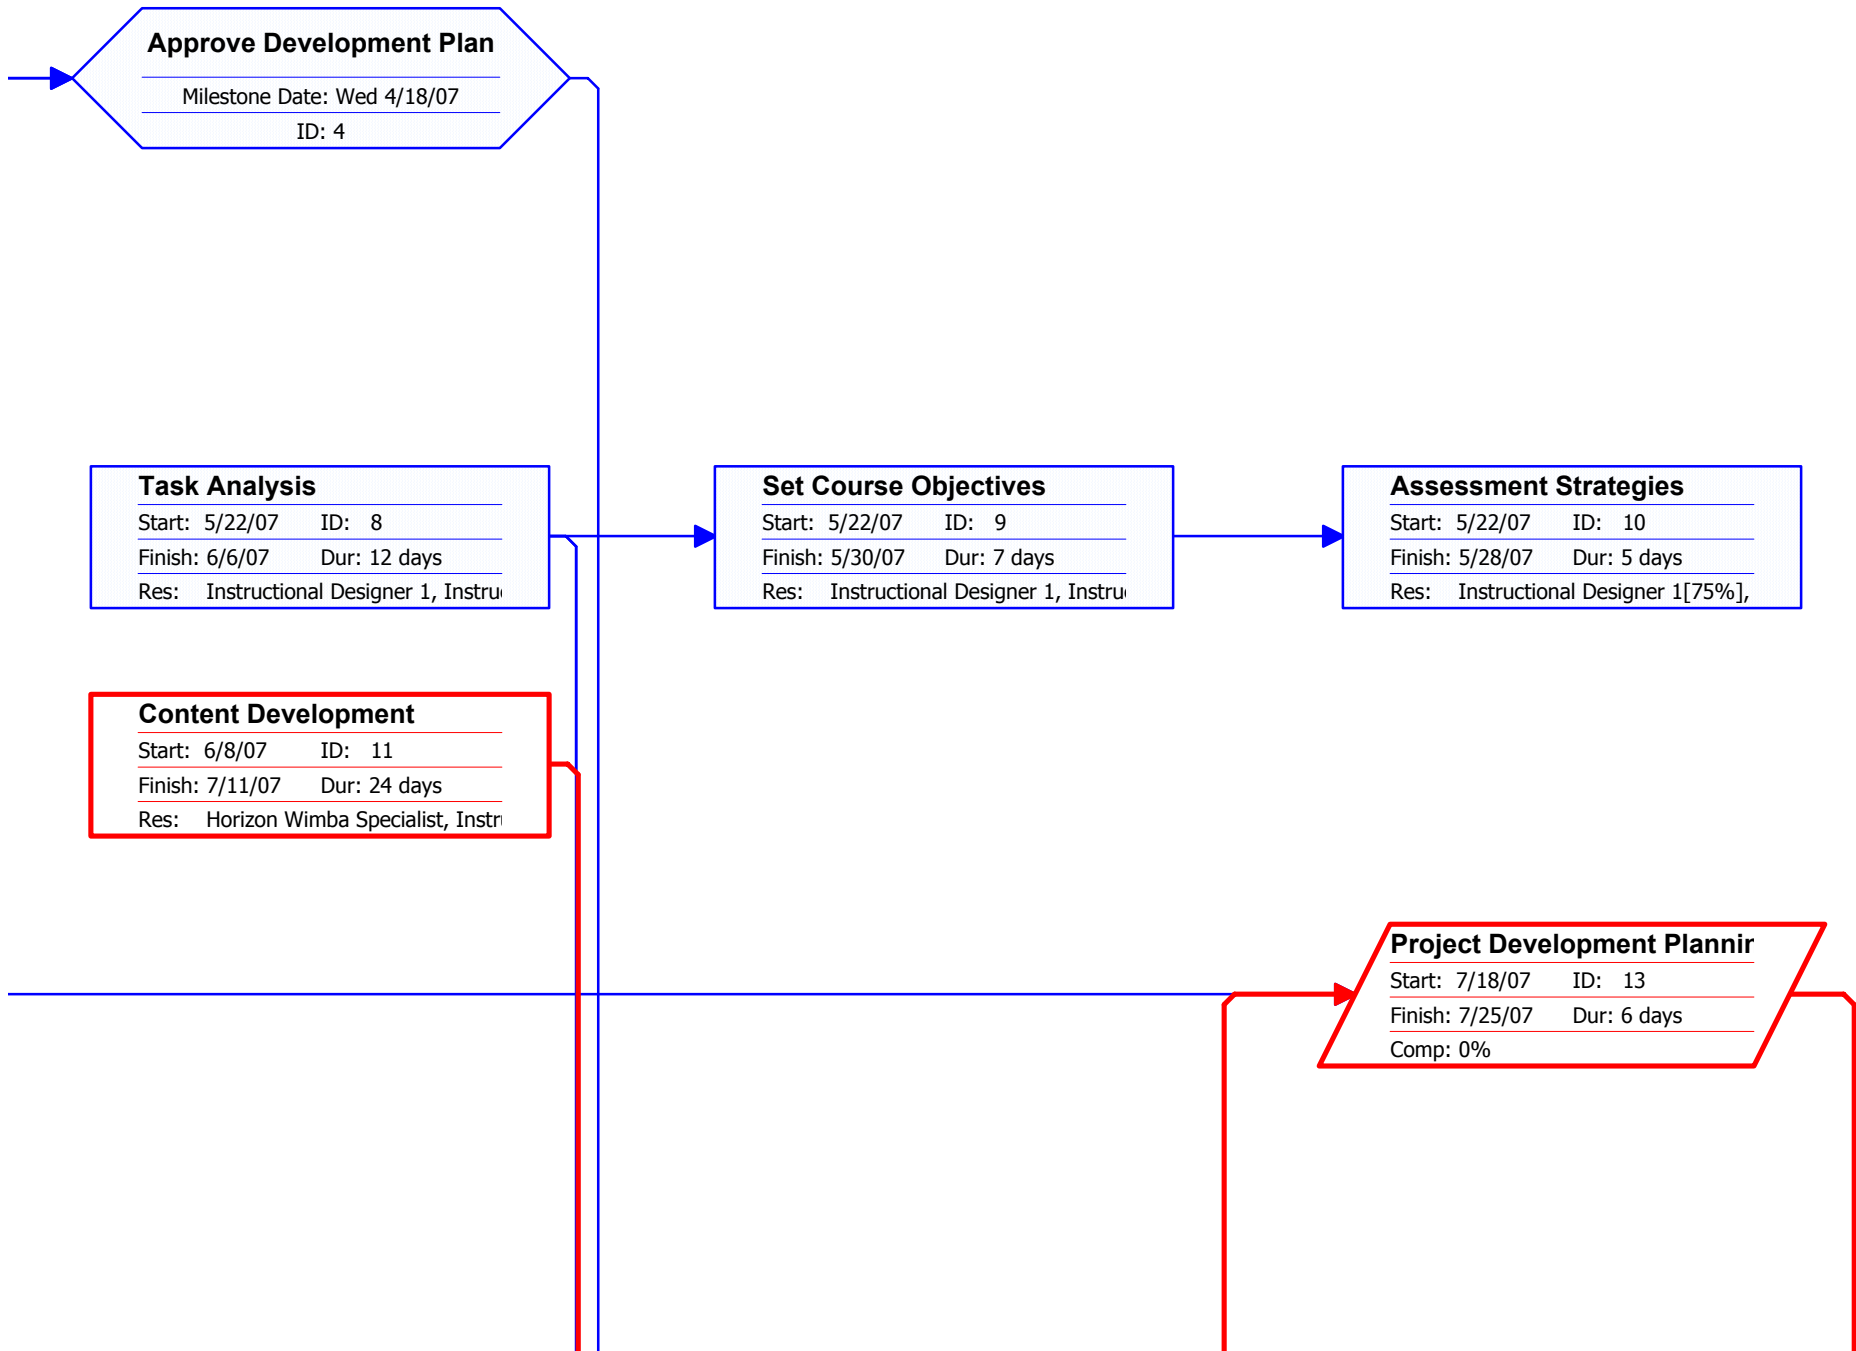 Approve Development Plan
Milestone Date: Wed 4/18/07
ID: 4
Task Analysis
Start: 5/22/07 ID: 8
Finish: 6/6/07 Dur: 12 days
Res: Instructional Designer 1, Instru
Set Course Objectives
Start: 5/22/07 ID: 9
Finish: 5/30/07 Dur: 7 days
Res: Instructional Designer 1, Instru
Assessment Strategies
Start: 5/22/07 ID: 10
Finish: 5/28/07 Dur: 5 days
Res: Instructional Designer 1[75%],
Content Development
Start: 6/8/07 ID: 11
Finish: 7/11/07 Dur: 24 days
Res: Horizon Wimba Specialist, Instr
Project Development Plannin
Start: 7/18/07 ID: 13
Finish: 7/25/07 Dur: 6 days
Comp: 0%